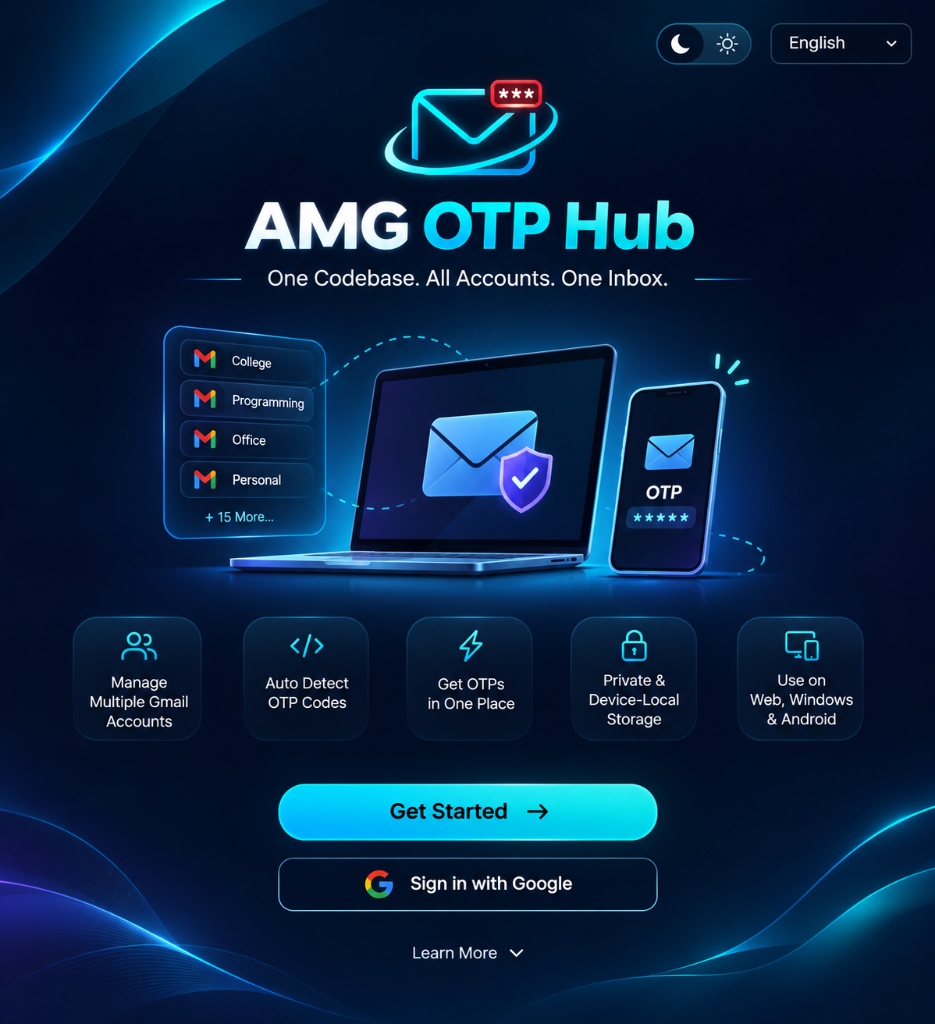 English
***
AMG OTP Hub
One Codebase. All Accounts. One Inbox.
College
Programming
Office
Personal
+ 15 More...
OTP
*****
Manage
Multiple Gmail
Accounts
Auto Detect
OTP Codes
Get OTPs
in One Place
Private &
Device-Local
Storage
Use on
Web, Windows
& Android
Get Started →
Sign in with Google
Learn More